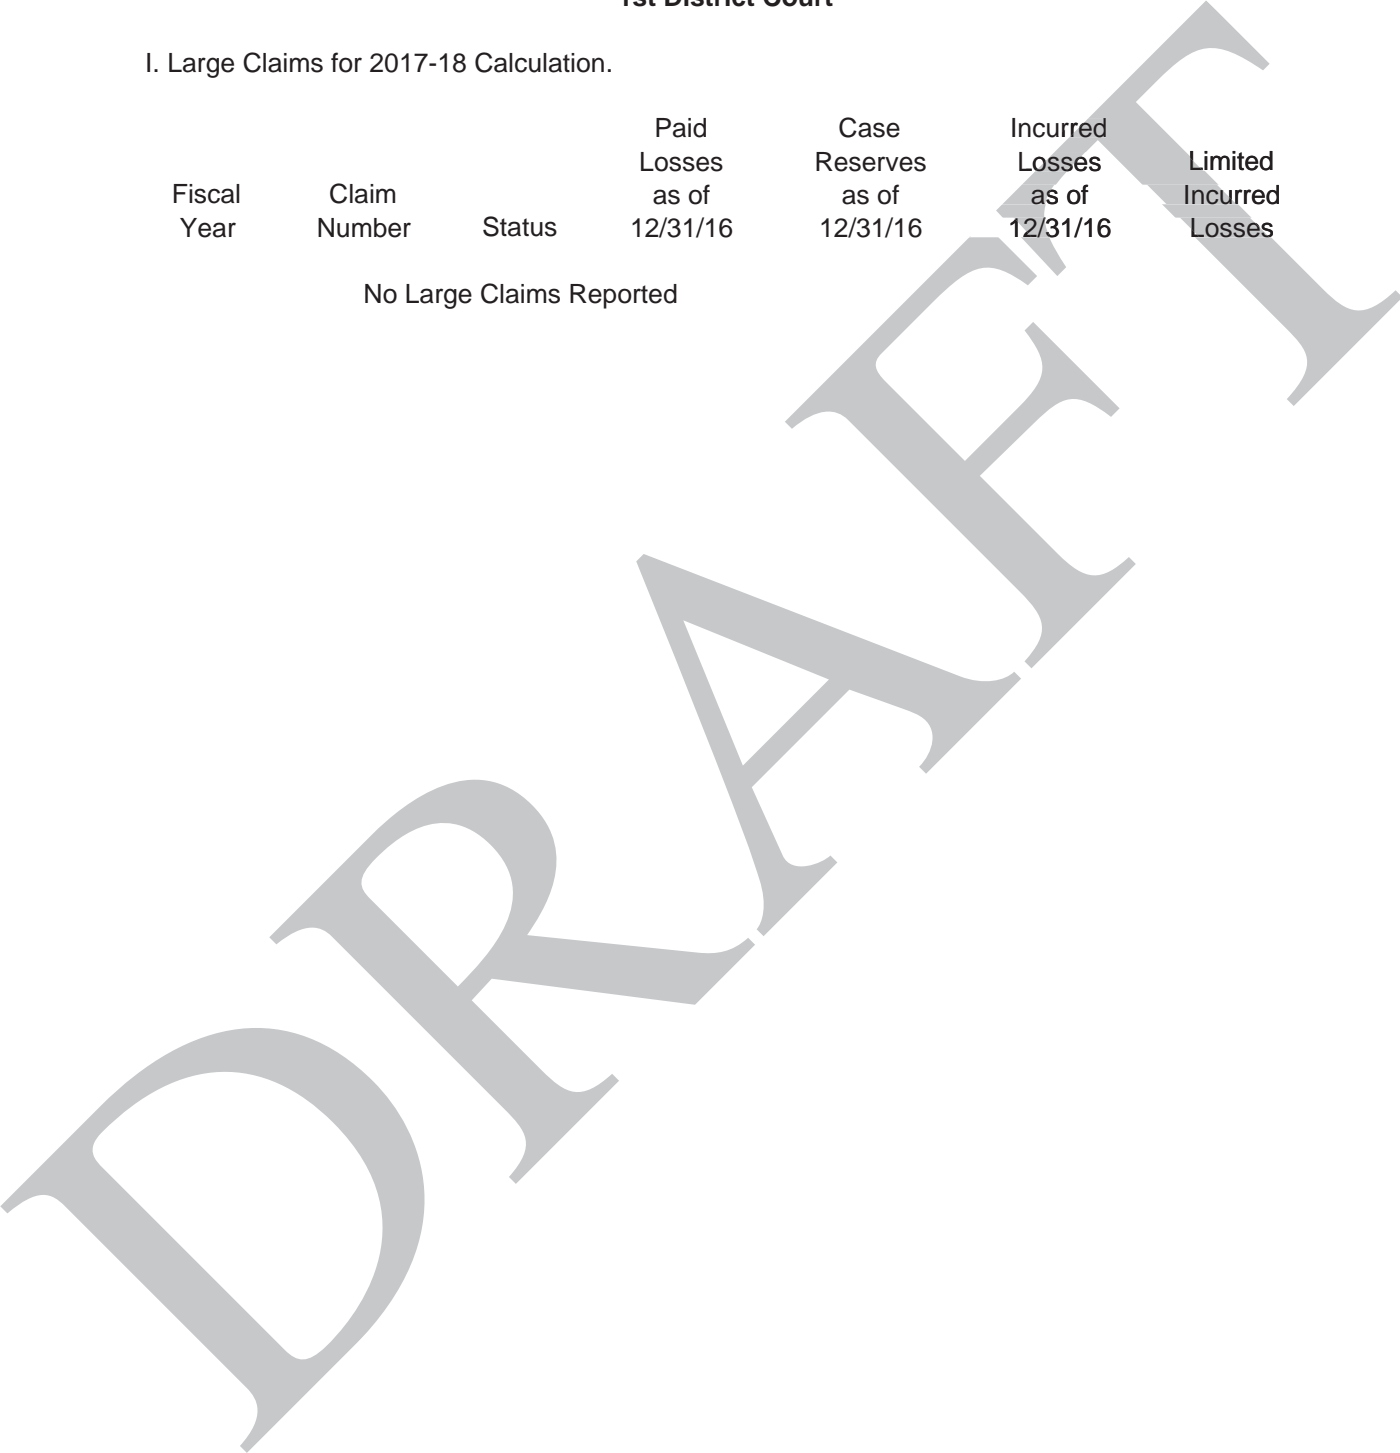 1st District Court
I. Large Claims for 2017-18 Calculation.
Paid Case Incurred
Losses Reserves Losses Limited
Fiscal Claim as of as of as of Incurred
Year Number Status 12/31/16 12/31/16 12/31/16 Losses
No Large Claims Reported
DRAFT